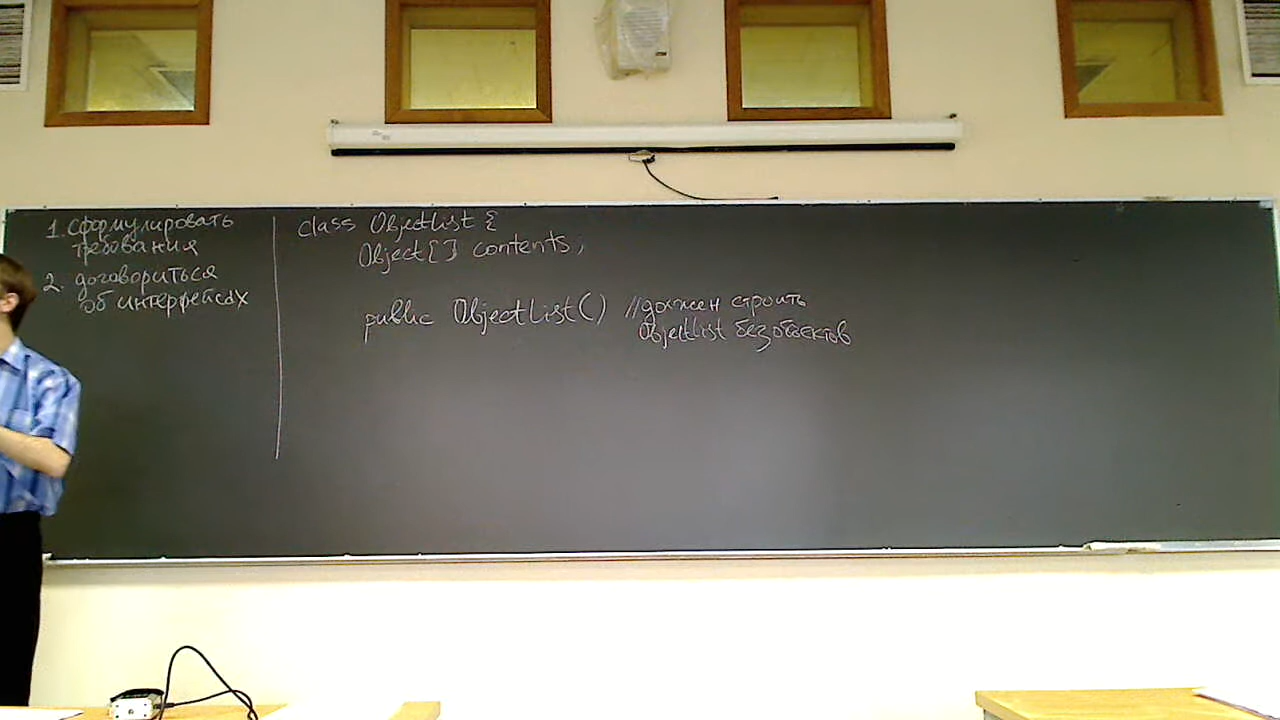 1. Сформулировать
требования
2. договориться
об интерфейсах
class ObjectList {
Object[] contents;
public ObjectList() //должен строить
ObjectList без объектов